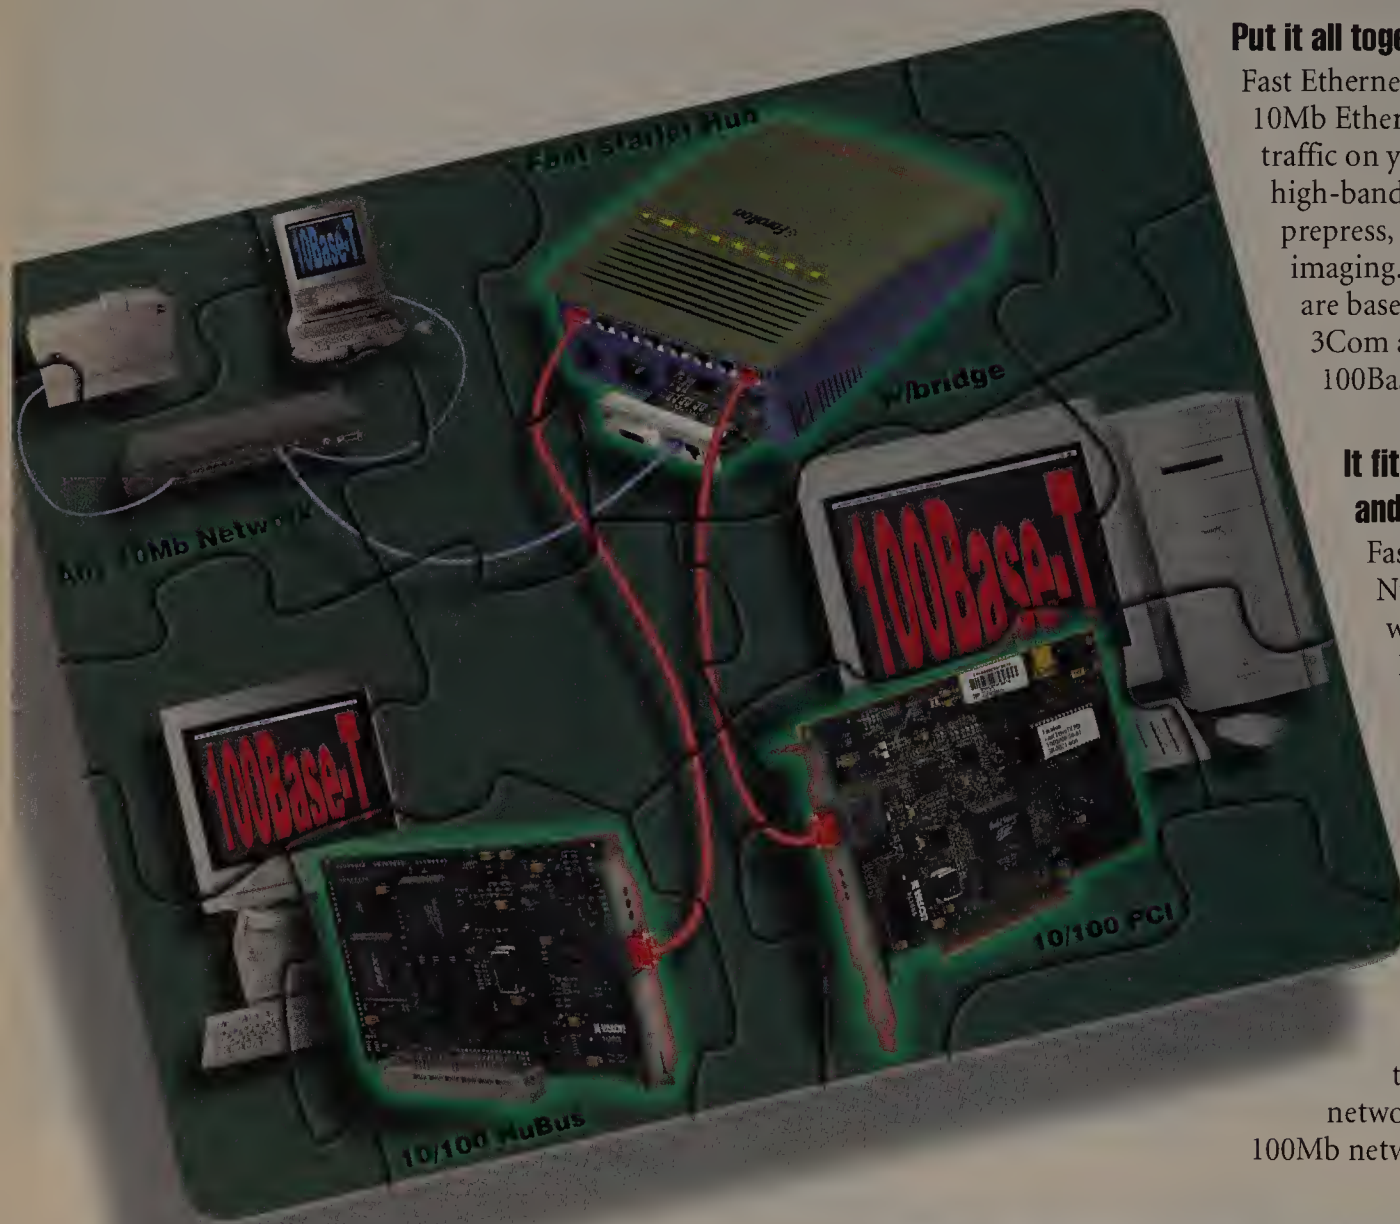 Fast Starter Hub
w/bridge
Farallon
10Base-T
Any 10Mb Network
100Base-T
100Base-T
10/100 PCI
10/100 NuBus
Put it all toge
Fast Etherne
10Mb Ether
traffic on y
high-band
prepress,
imaging.
are base
3Com a
100Ba
It fit
and
Fas
N
w
t
netwo
100Mb netw